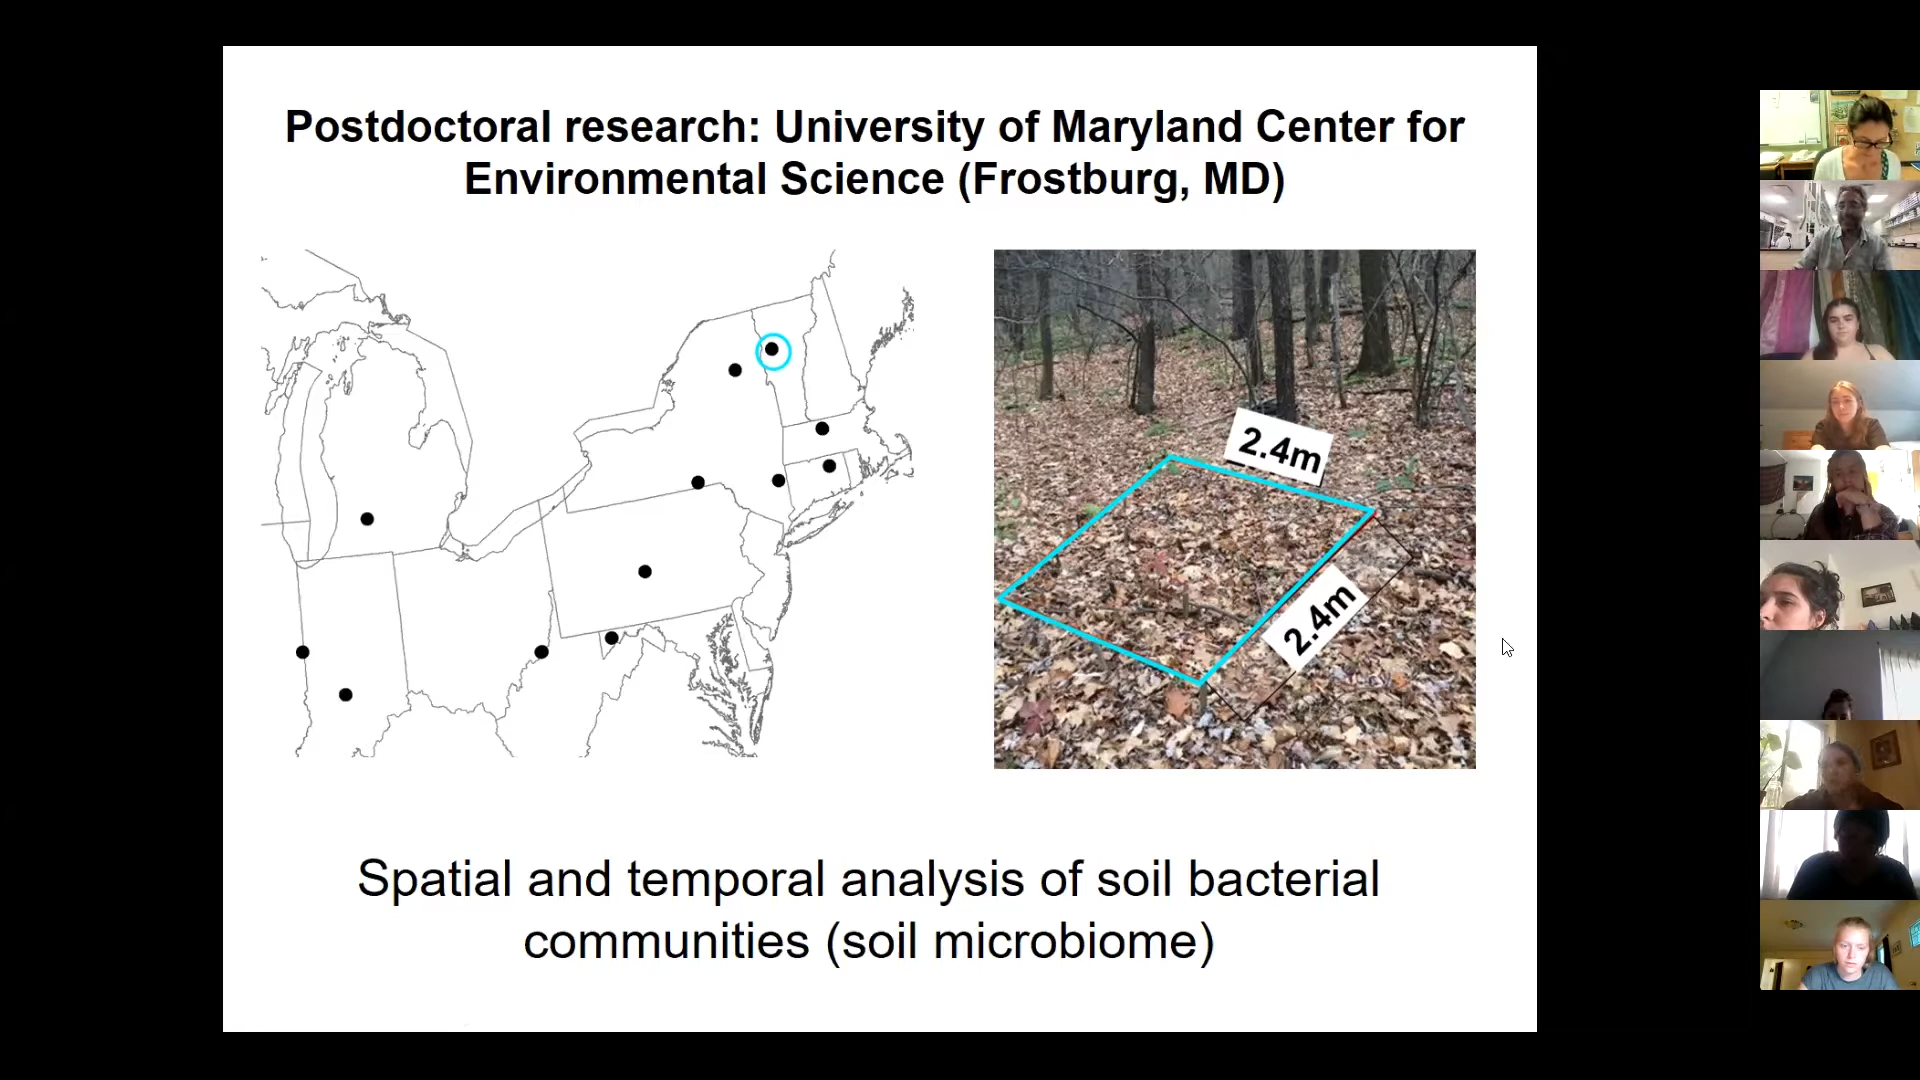 Postdoctoral research: University of Maryland Center for
Environmental Science (Frostburg, MD)
2.4m
2.4m
Spatial and temporal analysis of soil bacterial
communities (soil microbiome)